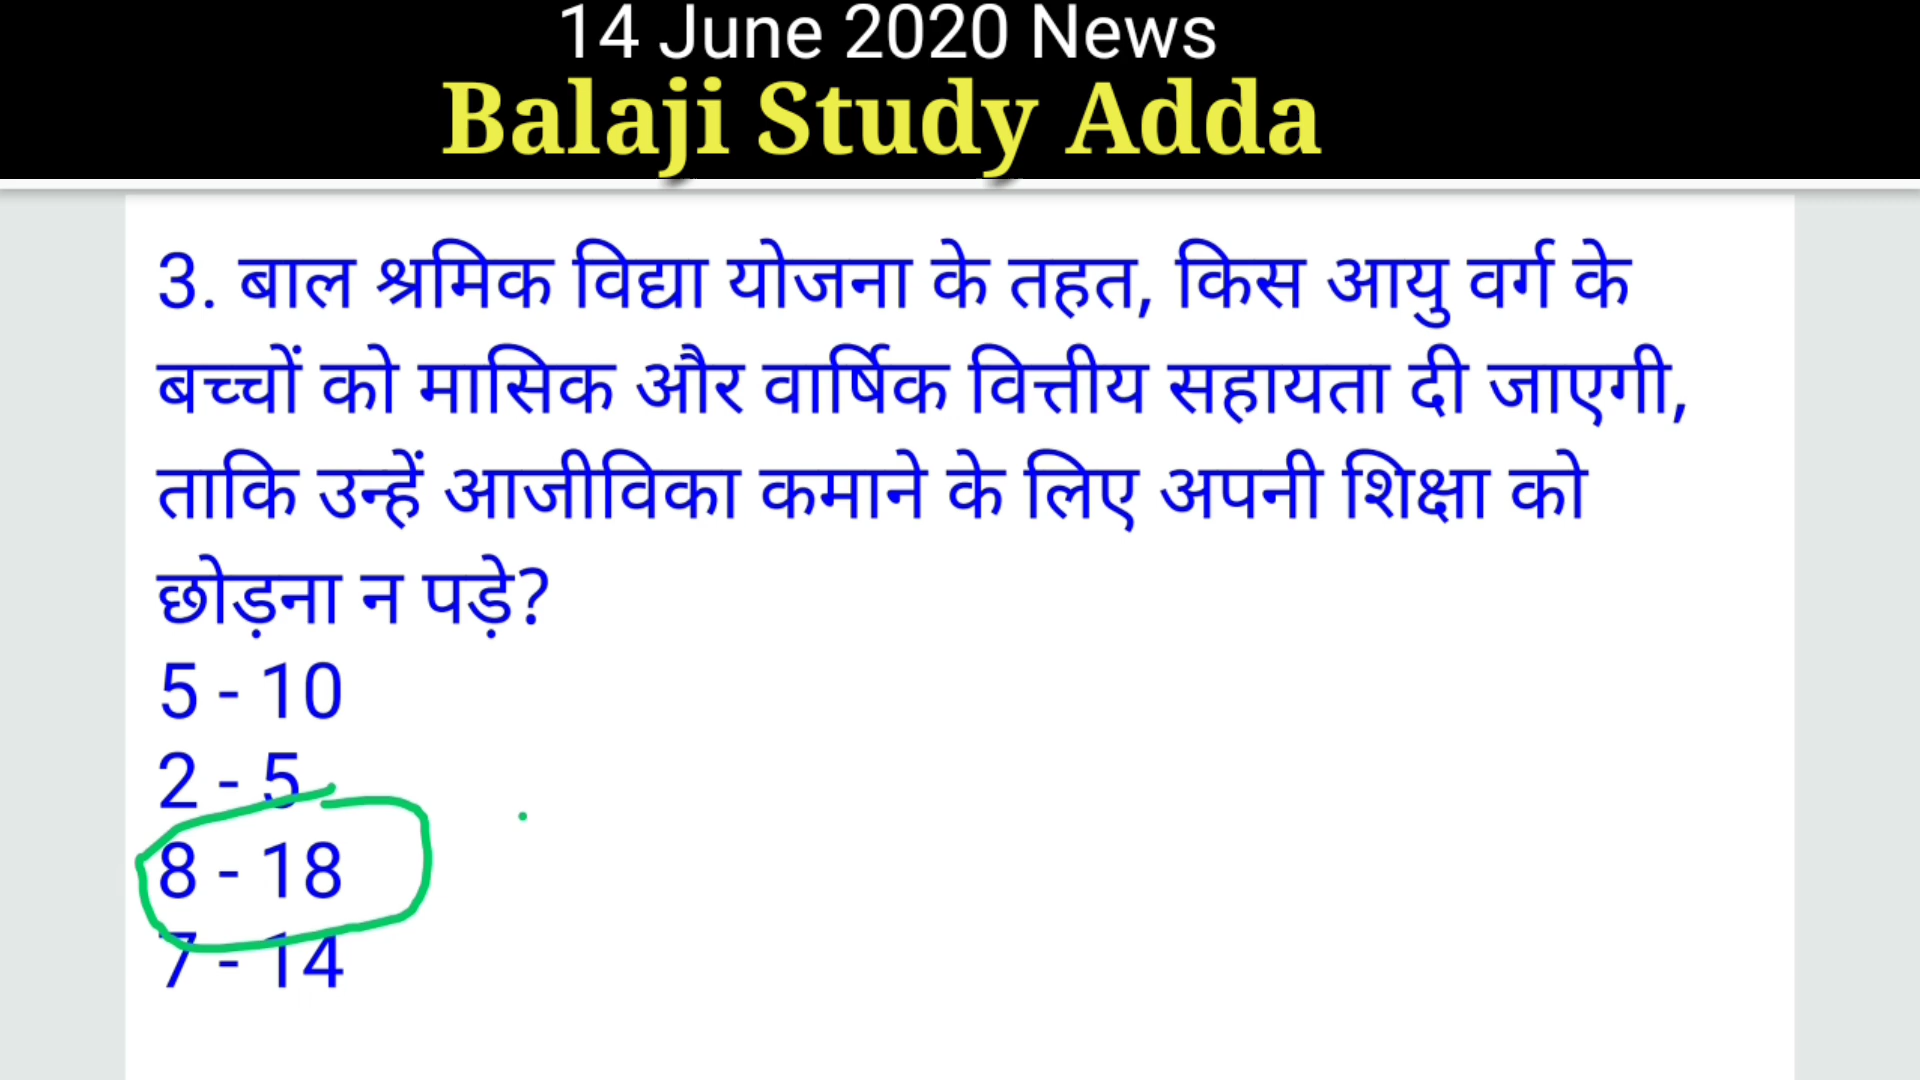 14 June 2020 News
Balaji Study Adda
3. बाल श्रमिक विद्या योजना के तहत, किस आयु वर्ग के
बच्चों को मासिक और वार्षिक वित्तीय सहायता दी जाएगी,
ताकि उन्हें आजीविका कमाने के लिए अपनी शिक्षा को
छोड़ना न पड़े?
5 - 10
2 - 5
8 - 18
7 - 14